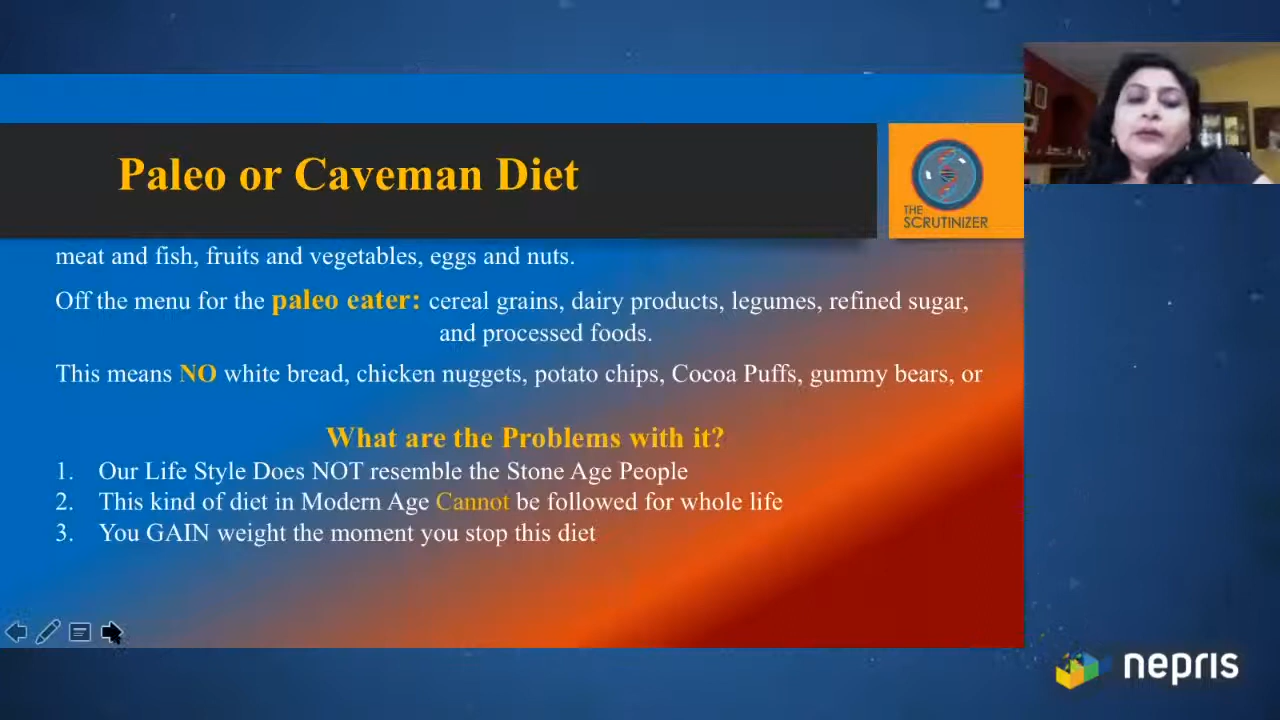 Paleo or Caveman Diet
THE
SCRUTINIZER
meat and fish, fruits and vegetables, eggs and nuts.
Off the menu for the paleo eater: cereal grains, dairy products, legumes, refined sugar,
and processed foods.
This means NO white bread, chicken nuggets, potato chips, Cocoa Puffs, gummy bears, or
What are the Problems with it?
1. Our Life Style Does NOT resemble the Stone Age People
2. This kind of diet in Modern Age Cannot be followed for whole life
3. You GAIN weight the moment you stop this diet
nepris